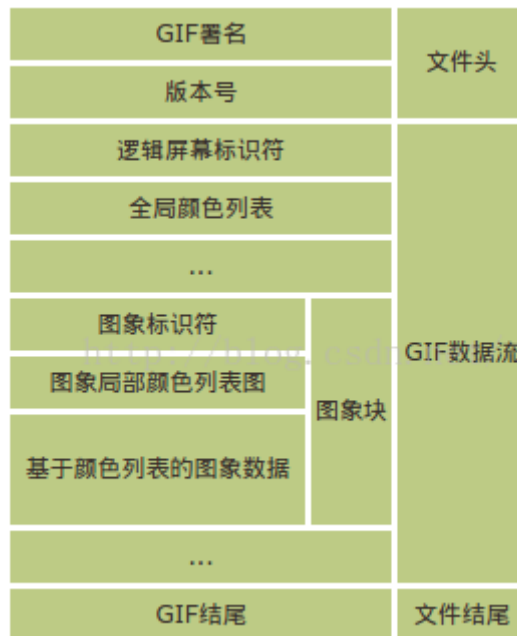 GIF署名
文件头
版本号
逻辑屏幕标识符
全局颜色列表
...
图象标识符
http://blog.csdn
GIF数据流
图象局部颜色列表图
图象块
基于颜色列表的图象数据
...
GIF结尾
文件结尾